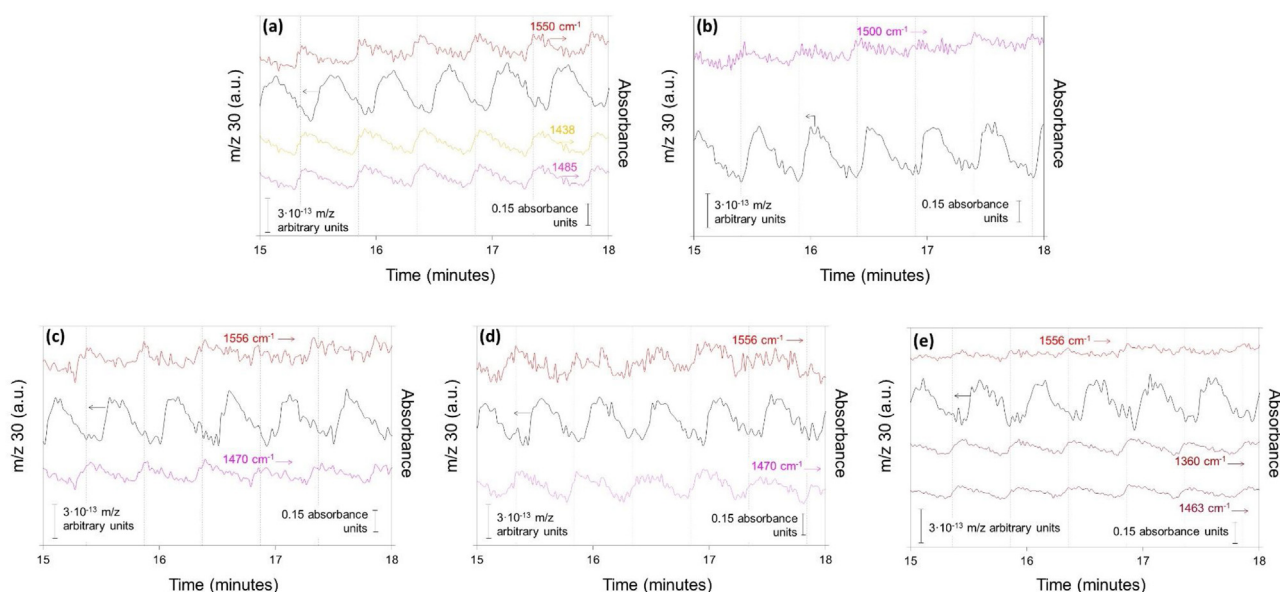 (a)
1550 cm⁻¹
m/z 30 (a.u.)
Absorbance
1438
1485
3·10⁻¹³ m/z
arbitrary units
0.15 absorbance
units
15 16 17 18
Time (minutes)
(b)
1500 cm⁻¹
m/z 30 (a.u.)
Absorbance
3·10⁻¹³ m/z
arbitrary units
0.15 absorbance
units
15 16 17 18
Time (minutes)
(c)
1556 cm⁻¹
m/z 30 (a.u.)
Absorbance
1470 cm⁻¹
3·10⁻¹³ m/z
arbitrary units
0.15 absorbance
units
15 16 17 18
Time (minutes)
(d)
1556 cm⁻¹
m/z 30 (a.u.)
Absorbance
1470 cm⁻¹
3·10⁻¹³ m/z
arbitrary units
0.15 absorbance
units
15 16 17 18
Time (minutes)
(e)
1556 cm⁻¹
m/z 30 (a.u.)
Absorbance
1360 cm⁻¹
1463 cm⁻¹
3·10⁻¹³ m/z arbitrary units
0.15 absorbance units
15 16 17 18
Time (minutes)